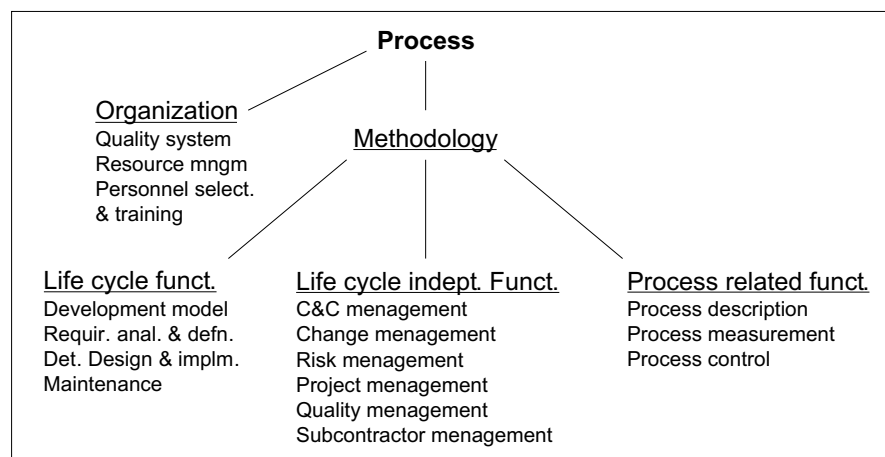 Process
Organization
Quality system
Resource mngm
Personnel select.
& training
Methodology
Life cycle funct.
Development model
Requir. anal. & defn.
Det. Design & implm.
Maintenance
Life cycle indept. Funct.
C&C menagement
Change menagement
Risk menagement
Project menagement
Quality menagement
Subcontractor menagement
Process related funct.
Process description
Process measurement
Process control